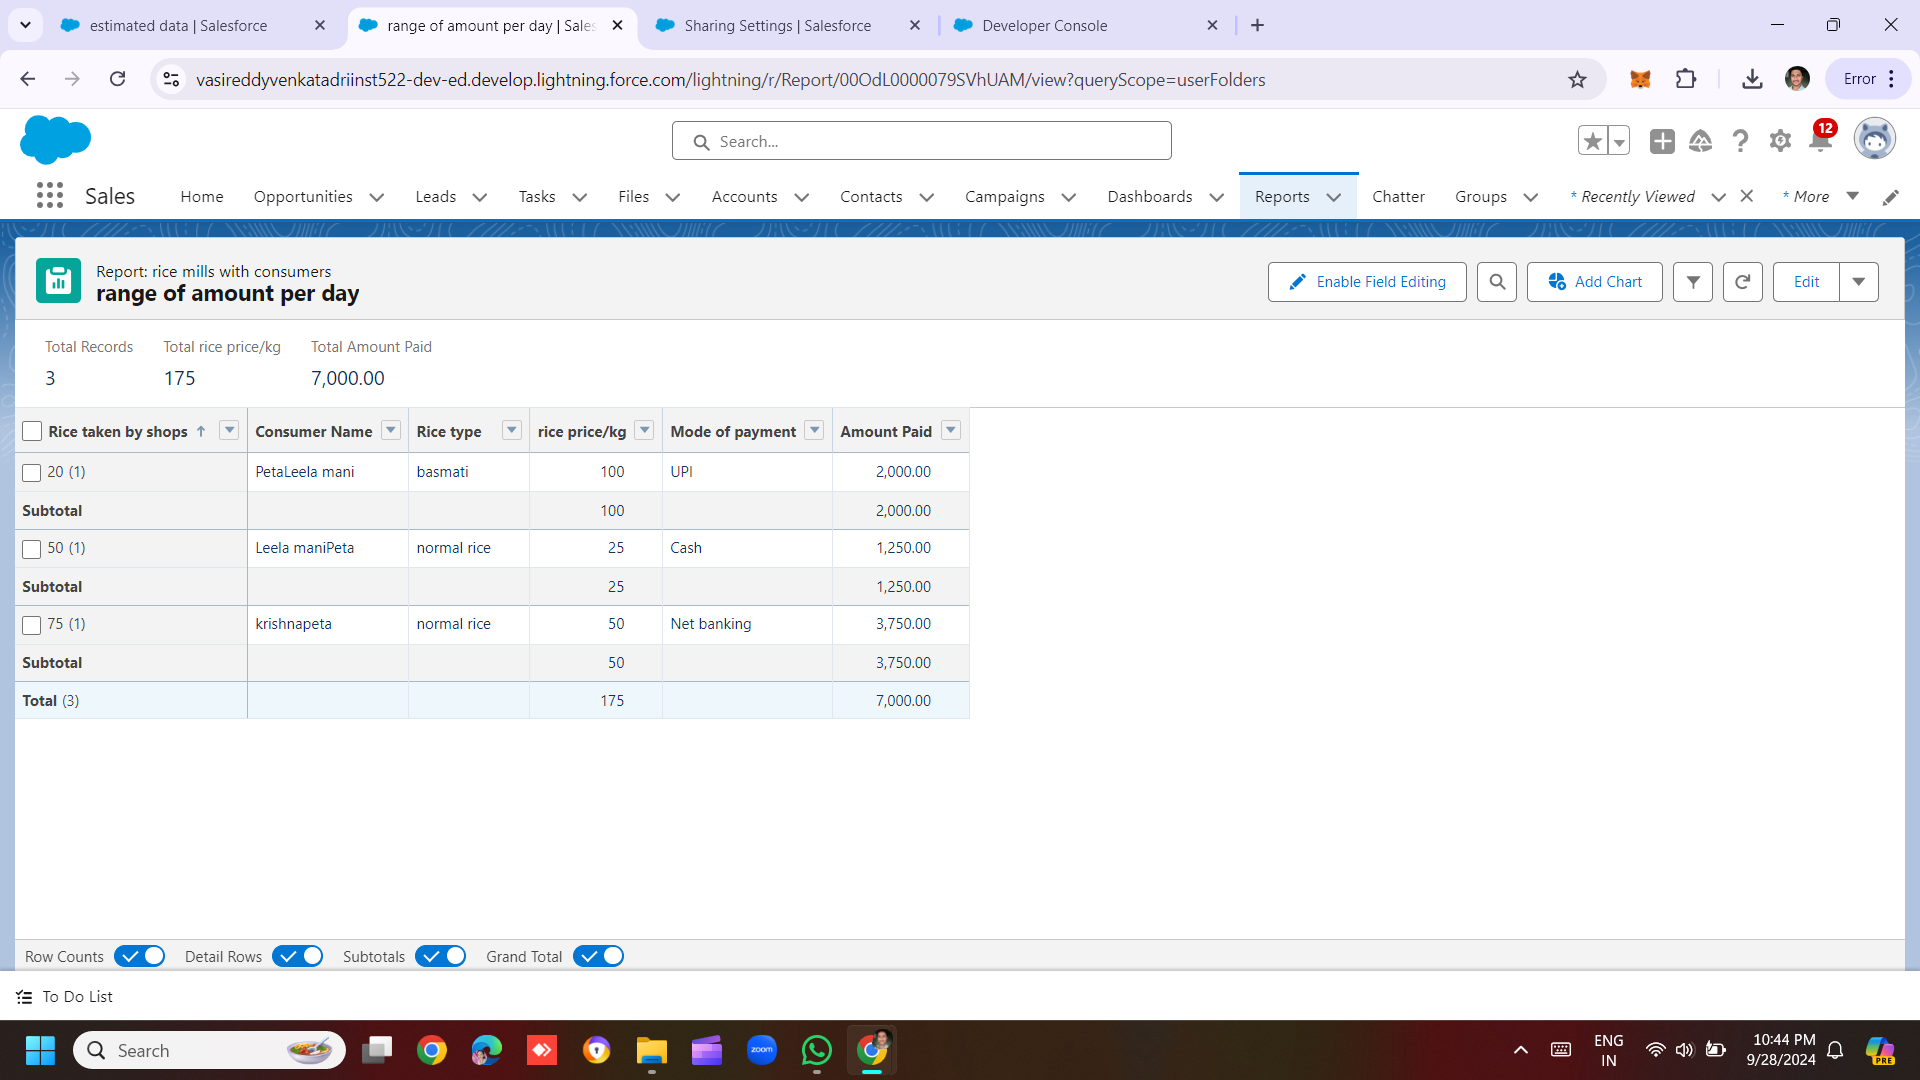 estimated data | Salesforce
range of amount per day | Sales
Sharing Settings | Salesforce
Developer Console
vasireddyvenkatadriinst522-dev-ed.develop.lightning.force.com/lightning/r/Report/00OdL0000079SVhUAM/view?queryScope=userFolders
Error
Search...
12
Sales
Home
Opportunities
Leads
Tasks
Files
Accounts
Contacts
Campaigns
Dashboards
Reports
Chatter
Groups
* Recently Viewed
* More
Report: rice mills with consumers
range of amount per day
Enable Field Editing
Add Chart
Edit
Total Records
Total rice price/kg
Total Amount Paid
3
175
7,000.00
Rice taken by shops ↑ Consumer Name Rice type rice price/kg Mode of payment Amount Paid
20 (1) PetaLeela mani basmati 100 UPI 2,000.00
Subtotal 100 2,000.00
50 (1) Leela maniPeta normal rice 25 Cash 1,250.00
Subtotal 25 1,250.00
75 (1) krishnapeta normal rice 50 Net banking 3,750.00
Subtotal 50 3,750.00
Total (3) 175 7,000.00
Row Counts
Detail Rows
Subtotals
Grand Total
To Do List
Search
zoom
ENG
IN
10:44 PM
9/28/2024
PRE